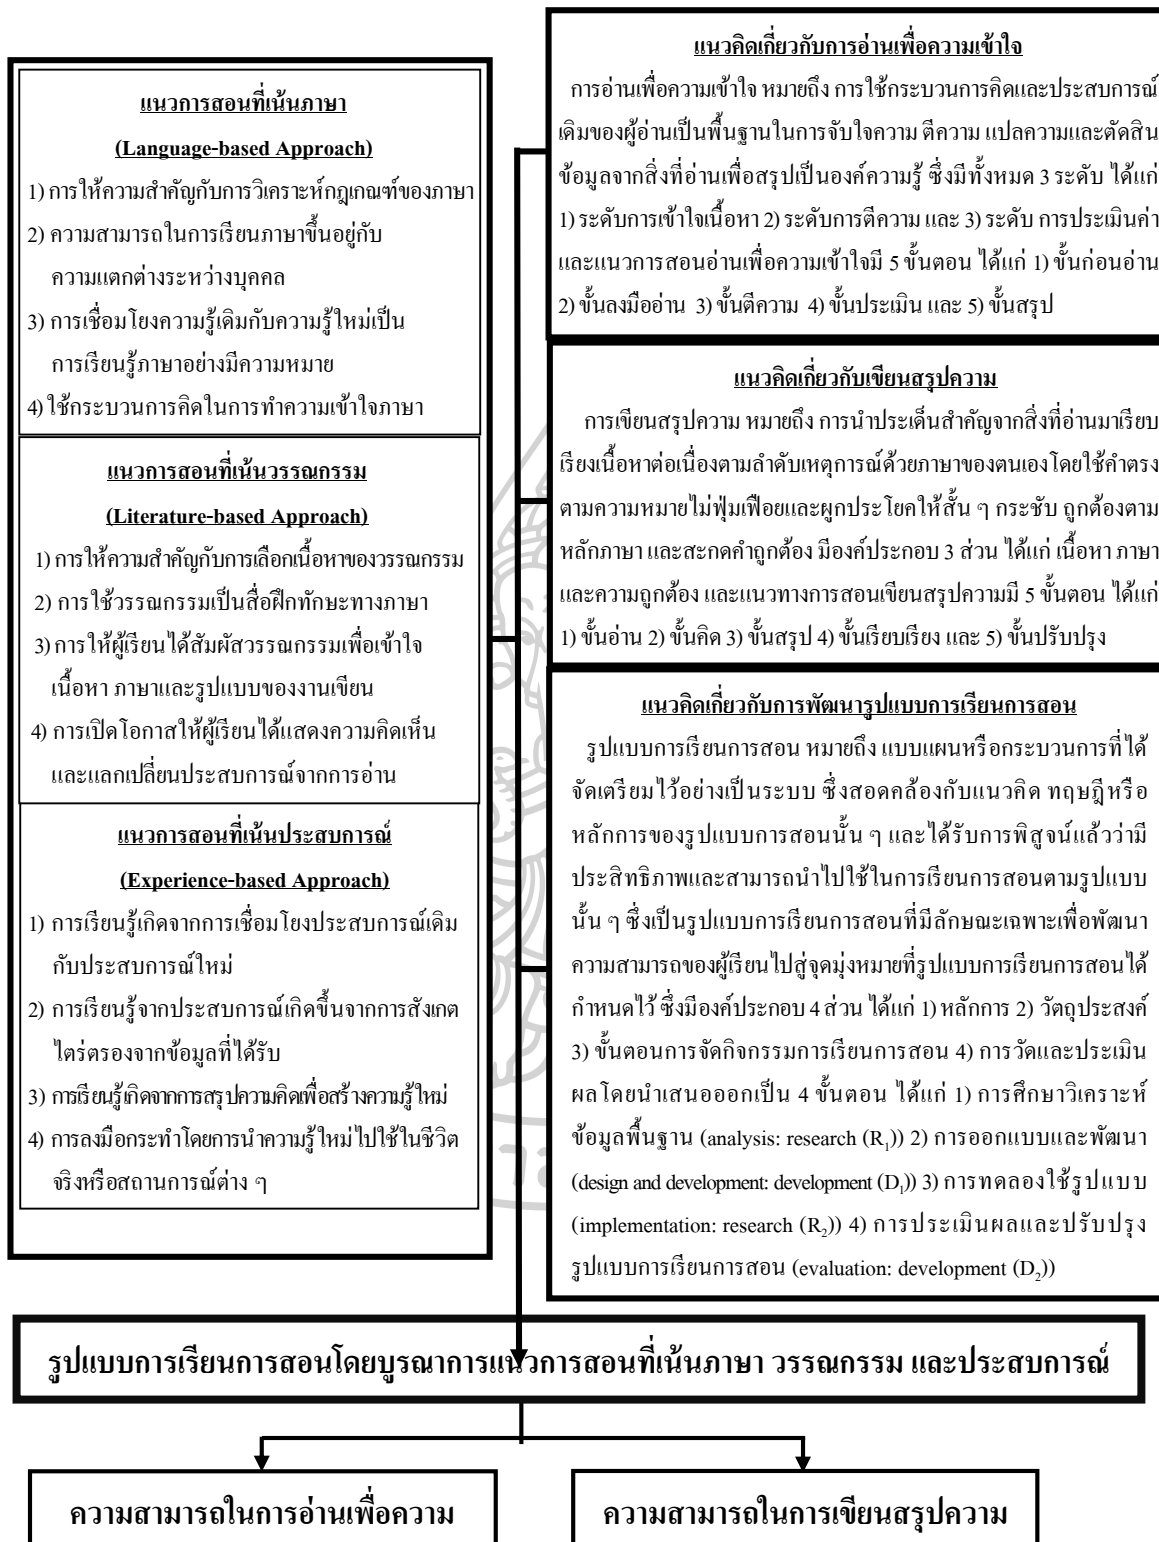 แนวการสอนที่เน้นภาษา
(Language-based Approach)
1) การให้ความสำคัญกับการวิเคราะห์กฎเกณฑ์ของภาษา
2) ความสามารถในการเรียนภาษาขึ้นอยู่กับ
ความแตกต่างระหว่างบุคคล
3) การเชื่อมโยงความรู้เดิมกับความรู้ใหม่เป็น
การเรียนรู้ภาษาอย่างมีความหมาย
4) ใช้กระบวนการคิดในการทำความเข้าใจภาษา
แนวการสอนที่เน้นวรรณกรรม
(Literature-based Approach)
1) การให้ความสำคัญกับการเลือกเนื้อหาของวรรณกรรม
2) การใช้วรรณกรรมเป็นสื่อฝึกทักษะทางภาษา
3) การให้ผู้เรียนได้สัมผัสวรรณกรรมเพื่อเข้าใจ
เนื้อหา ภาษาและรูปแบบของงานเขียน
4) การเปิดโอกาสให้ผู้เรียนได้แสดงความคิดเห็น
และแลกเปลี่ยนประสบการณ์จากการอ่าน
แนวการสอนที่เน้นประสบการณ์
(Experience-based Approach)
1) การเรียนรู้เกิดจากการเชื่อมโยงประสบการณ์เดิม
กับประสบการณ์ใหม่
2) การเรียนรู้จากประสบการณ์เกิดขึ้นจากการสังเกต
ไตร่ตรองจากข้อมูลที่ได้รับ
3) การเรียนรู้เกิดจากการสรุปความคิดเพื่อสร้างความรู้ใหม่
4) การลงมือกระทำโดยการนำความรู้ใหม่ไปใช้ในชีวิต
จริงหรือสถานการณ์ต่าง ๆ
แนวคิดเกี่ยวกับการอ่านเพื่อความเข้าใจ
การอ่านเพื่อความเข้าใจ หมายถึง การใช้กระบวนการคิดและประสบการณ์
เดิมของผู้อ่านเป็นพื้นฐานในการจับใจความ ตีความ แปลความและตัดสิน
ข้อมูลจากสิ่งที่อ่านเพื่อสรุปเป็นองค์ความรู้ ซึ่งมีทั้งหมด 3 ระดับ ได้แก่
1) ระดับการเข้าใจเนื้อหา 2) ระดับการตีความ และ 3) ระดับ การประเมินค่า
และแนวการสอนอ่านเพื่อความเข้าใจมี 5 ขั้นตอน ได้แก่ 1) ขั้นก่อนอ่าน
2) ขั้นลงมืออ่าน 3) ขั้นตีความ 4) ขั้นประเมิน และ 5) ขั้นสรุป
แนวคิดเกี่ยวกับเขียนสรุปความ
การเขียนสรุปความ หมายถึง การนำประเด็นสำคัญจากสิ่งที่อ่านมาเรียบ
เรียงเนื้อหาต่อเนื่องตามลำดับเหตุการณ์ด้วยภาษาของตนเองโดยใช้คำตรง
ตามความหมายไม่ฟุ่มเฟือยและผูกประโยคให้สั้น ๆ กระชับ ถูกต้องตาม
หลักภาษา และสะกดคำถูกต้อง มีองค์ประกอบ 3 ส่วน ได้แก่ เนื้อหา ภาษา
และความถูกต้อง และแนวทางการสอนเขียนสรุปความมี 5 ขั้นตอน ได้แก่
1) ขั้นอ่าน 2) ขั้นคิด 3) ขั้นสรุป 4) ขั้นเรียบเรียง และ 5) ขั้นปรับปรุง
แนวคิดเกี่ยวกับการพัฒนารูปแบบการเรียนการสอน
รูปแบบการเรียนการสอน หมายถึง แบบแผนหรือกระบวนการที่ได้
จัดเตรียมไว้อย่างเป็นระบบ ซึ่งสอดคล้องกับแนวคิด ทฤษฎีหรือ
หลักการของรูปแบบการสอนนั้น ๆ และได้รับการพิสูจน์แล้วว่ามี
ประสิทธิภาพและสามารถนำไปใช้ในการเรียนการสอนตามรูปแบบ
นั้น ๆ ซึ่งเป็นรูปแบบการเรียนการสอนที่มีลักษณะเฉพาะเพื่อพัฒนา
ความสามารถของผู้เรียนไปสู่จุดมุ่งหมายที่รูปแบบการเรียนการสอนได้
กำหนดไว้ ซึ่งมีองค์ประกอบ 4 ส่วน ได้แก่ 1) หลักการ 2) วัตถุประสงค์
3) ขั้นตอนการจัดกิจกรรมการเรียนการสอน 4) การวัดและประเมิน
ผลโดยนำเสนอออกเป็น 4 ขั้นตอน ได้แก่ 1) การศึกษาวิเคราะห์
ข้อมูลพื้นฐาน (analysis: research (R₁)) 2) การออกแบบและพัฒนา
(design and development: development (D₁)) 3) การทดลองใช้รูปแบบ
(implementation: research (R₂)) 4) การประเมินผลและปรับปรุง
รูปแบบการเรียนการสอน (evaluation: development (D₂))
รูปแบบการเรียนการสอนโดยบูรณาการแนวการสอนที่เน้นภาษา วรรณกรรม และประสบการณ์
ความสามารถในการอ่านเพื่อความ
ความสามารถในการเขียนสรุปความ